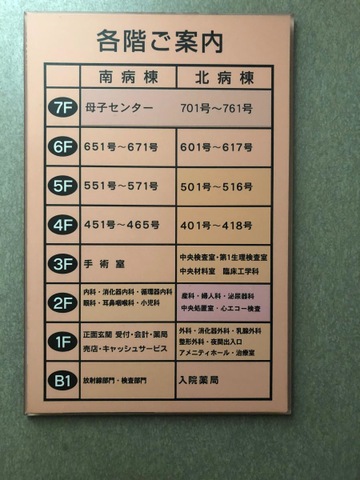 各階ご案内
南病棟 北病棟
7F 母子センター 701号～761号
6F 651号～671号 601号～617号
5F 551号～571号 501号～516号
4F 451号～465号 401号～418号
3F 手術室 中央検査室・第1生理検査室
中央材料室 臨床工学科
2F 内科・消化器内科・循環器内科
眼科・耳鼻咽喉科・小児科
産科・婦人科・泌尿器科
中央処置室・心エコー検査
1F 正面玄関 受付・会計・薬局
売店・キャッシュサービス
外科・消化器外科・乳腺外科
整形外科・夜間出入口
アメニティホール・治療室
B1 放射線部門・検査部門 入院薬局